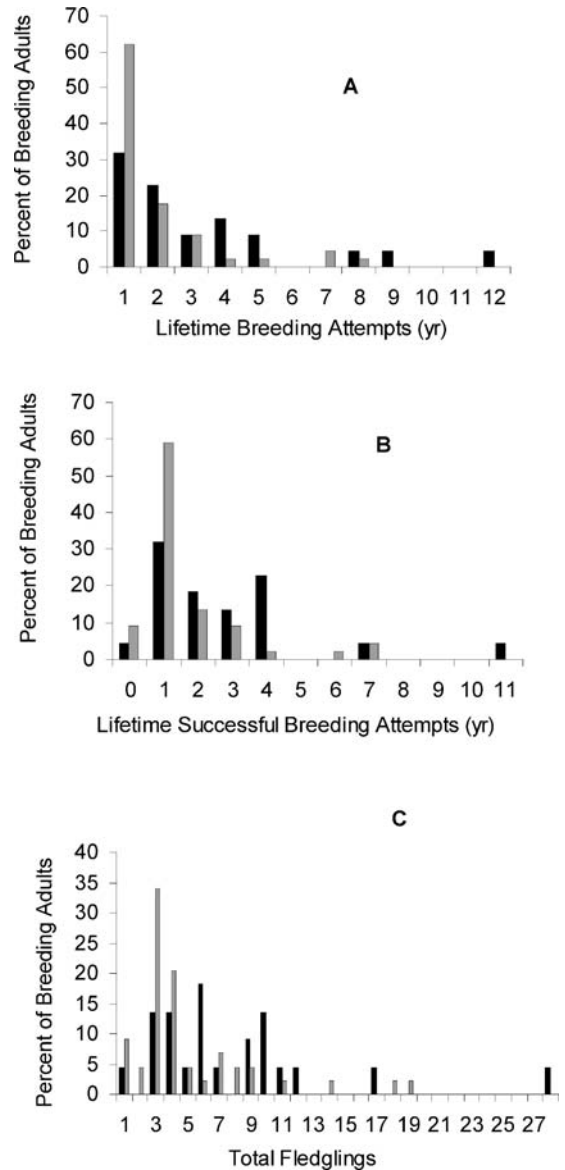 A
Percent of Breeding Adults
70
60
50
40
30
20
10
0
1 2 3 4 5 6 7 8 9 10 11 12
Lifetime Breeding Attempts (yr)
B
Percent of Breeding Adults
70
60
50
40
30
20
10
0
0 1 2 3 4 5 6 7 8 9 10 11
Lifetime Successful Breeding Attempts (yr)
C
Percent of Breeding Adults
40
35
30
25
20
15
10
5
0
1 3 5 7 9 11 13 15 17 19 21 23 25 27
Total Fledglings